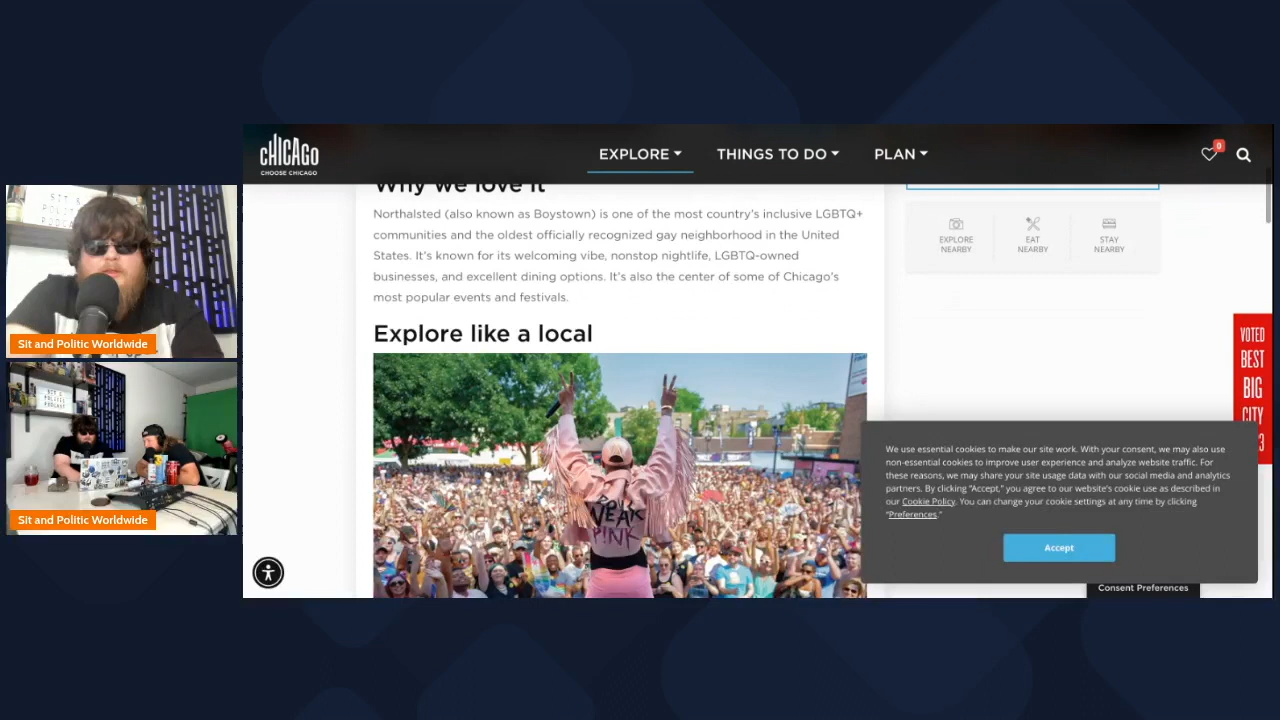 CHICAGO
CHOOSE CHICAGO
EXPLORE
THINGS TO DO
PLAN
0
Why we love it
Northalsted (also known as Boystown) is one of the most country's inclusive LGBTQ+
communities and the oldest officially recognized gay neighborhood in the United
States. It's known for its welcoming vibe, nonstop nightlife, LGBTQ-owned
businesses, and excellent dining options. It's also the center of some of Chicago's
most popular events and festivals.
EXPLORE
NEARBY
EAT
NEARBY
STAY
NEARBY
Explore like a local
PINK
VOTED
BEST
BIG
CITY
We use essential cookies to make our site work. With your consent, we may also use
non-essential cookies to improve user experience and analyze website traffic. For
these reasons, we may share your site usage data with our social media and analytics
partners. By clicking "Accept," you agree to our website's cookie use as described in
our Cookie Policy. You can change your cookie settings at any time by clicking
"Preferences."
Accept
Consent Preferences
Sit and Politic Worldwide
Sit and Politic Worldwide